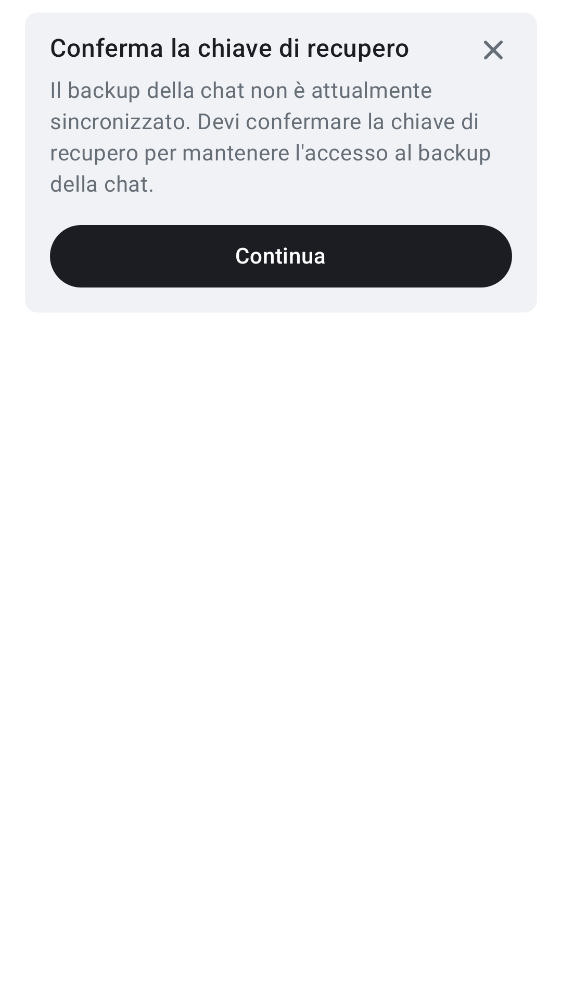 Conferma la chiave di recupero
Il backup della chat non è attualmente
sincronizzato. Devi confermare la chiave di
recupero per mantenere l'accesso al backup
della chat.
Continua